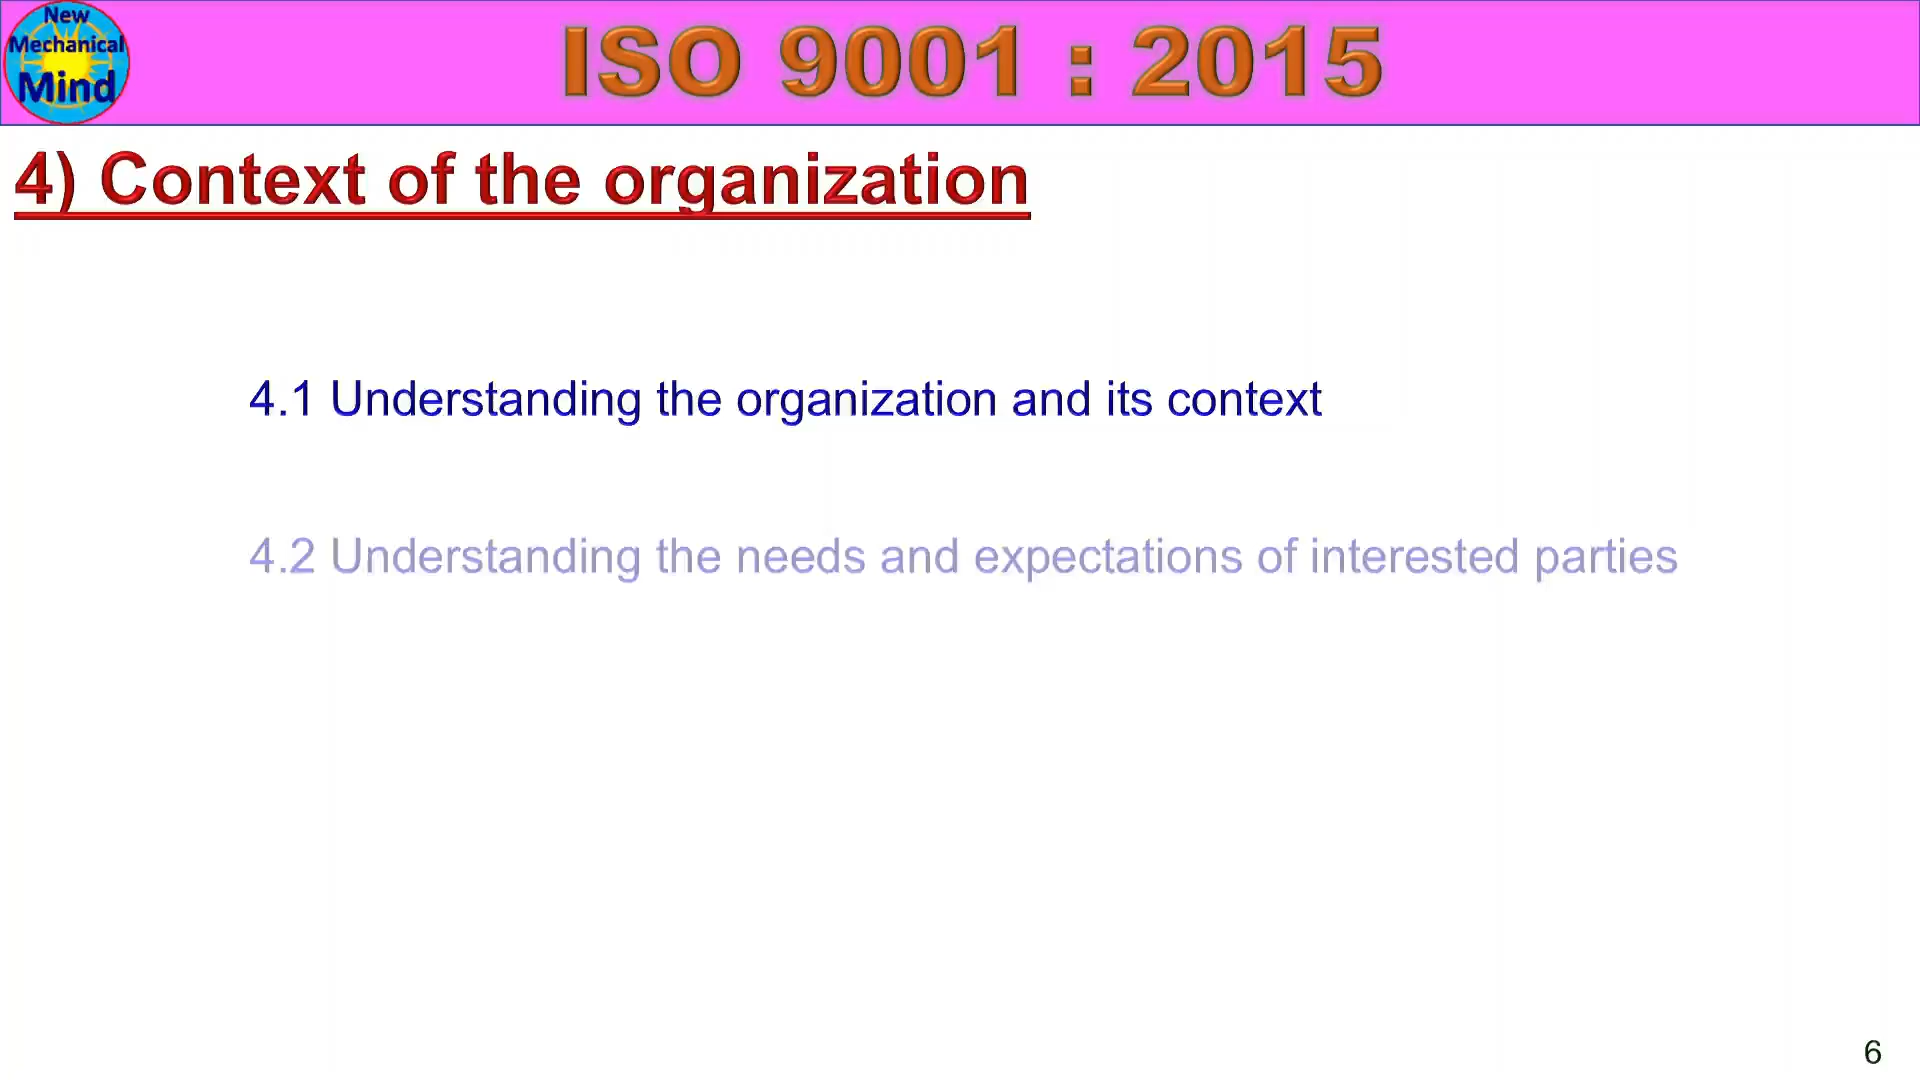 New
Mechanical
Mind
ISO 9001 : 2015
4) Context of the organization
4.1 Understanding the organization and its context
4.2 Understanding the needs and expectations of interested parties
6